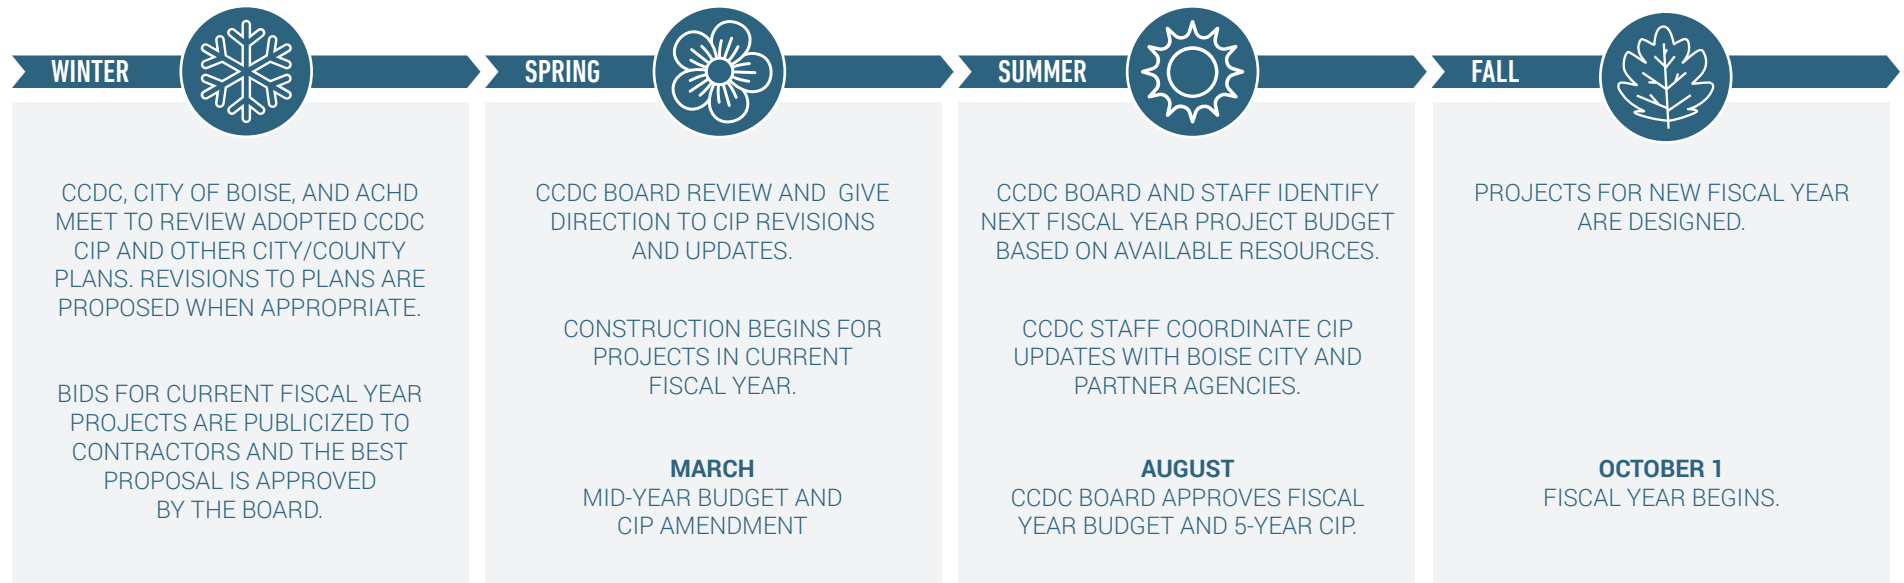 WINTER
CCDC, CITY OF BOISE, AND ACHD
MEET TO REVIEW ADOPTED CCDC
CIP AND OTHER CITY/COUNTY
PLANS. REVISIONS TO PLANS ARE
PROPOSED WHEN APPROPRIATE.
BIDS FOR CURRENT FISCAL YEAR
PROJECTS ARE PUBLICIZED TO
CONTRACTORS AND THE BEST
PROPOSAL IS APPROVED
BY THE BOARD.
SPRING
CCDC BOARD REVIEW AND GIVE
DIRECTION TO CIP REVISIONS
AND UPDATES.
CONSTRUCTION BEGINS FOR
PROJECTS IN CURRENT
FISCAL YEAR.
MARCH
MID-YEAR BUDGET AND
CIP AMENDMENT
SUMMER
CCDC BOARD AND STAFF IDENTIFY
NEXT FISCAL YEAR PROJECT BUDGET
BASED ON AVAILABLE RESOURCES.
CCDC STAFF COORDINATE CIP
UPDATES WITH BOISE CITY AND
PARTNER AGENCIES.
AUGUST
CCDC BOARD APPROVES FISCAL
YEAR BUDGET AND 5-YEAR CIP.
FALL
PROJECTS FOR NEW FISCAL YEAR
ARE DESIGNED.
OCTOBER 1
FISCAL YEAR BEGINS.